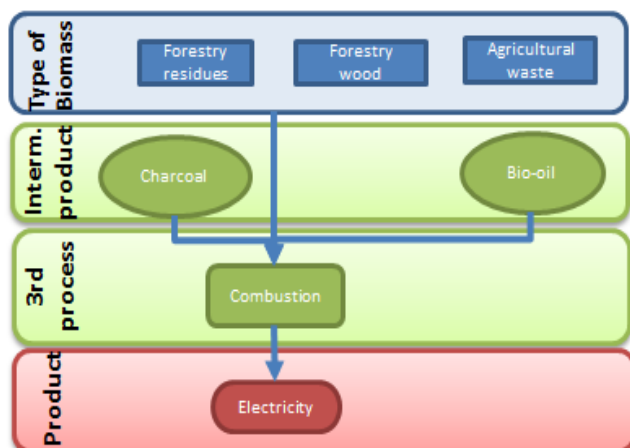 Type of
Biomass
Forestry
residues
Forestry
wood
Agricultural
waste
Interm.
product
Charcoal
Bio-oil
3rd
process
Combustion
Product
Electricity